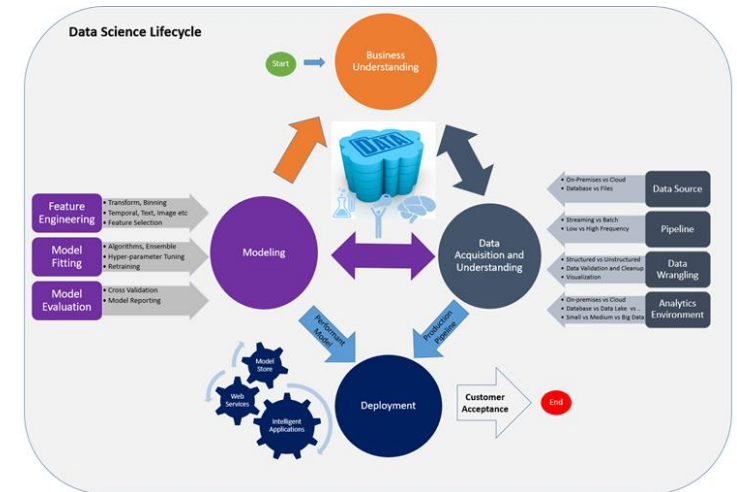 Data Science Lifecycle
Start
Business
Understanding
DATA
Feature
Engineering
• Transform, Binning
• Temporal, Text, Image etc
• Feature Selection
Model
Fitting
• Algorithms, Ensemble
• Hyper-parameter Tuning
• Retraining
Model
Evaluation
• Cross Validation
• Model Reporting
Modeling
Data
Acquisition and
Understanding
• On-Premises vs Cloud
• Database vs Files
Data Source
• Streaming vs Batch
• Low vs High Frequency
Pipeline
• Structured vs Unstructured
• Data Validation and Cleanup
• Visualization
Data
Wrangling
• On-premises vs Cloud
• Database vs Data Lake vs ..
• Small vs Medium vs Big Data
Analytics
Environment
Performant
Model
Production
Pipeline
Model
Store
Web
Services
Intelligent
Applications
Deployment
Customer
Acceptance
End